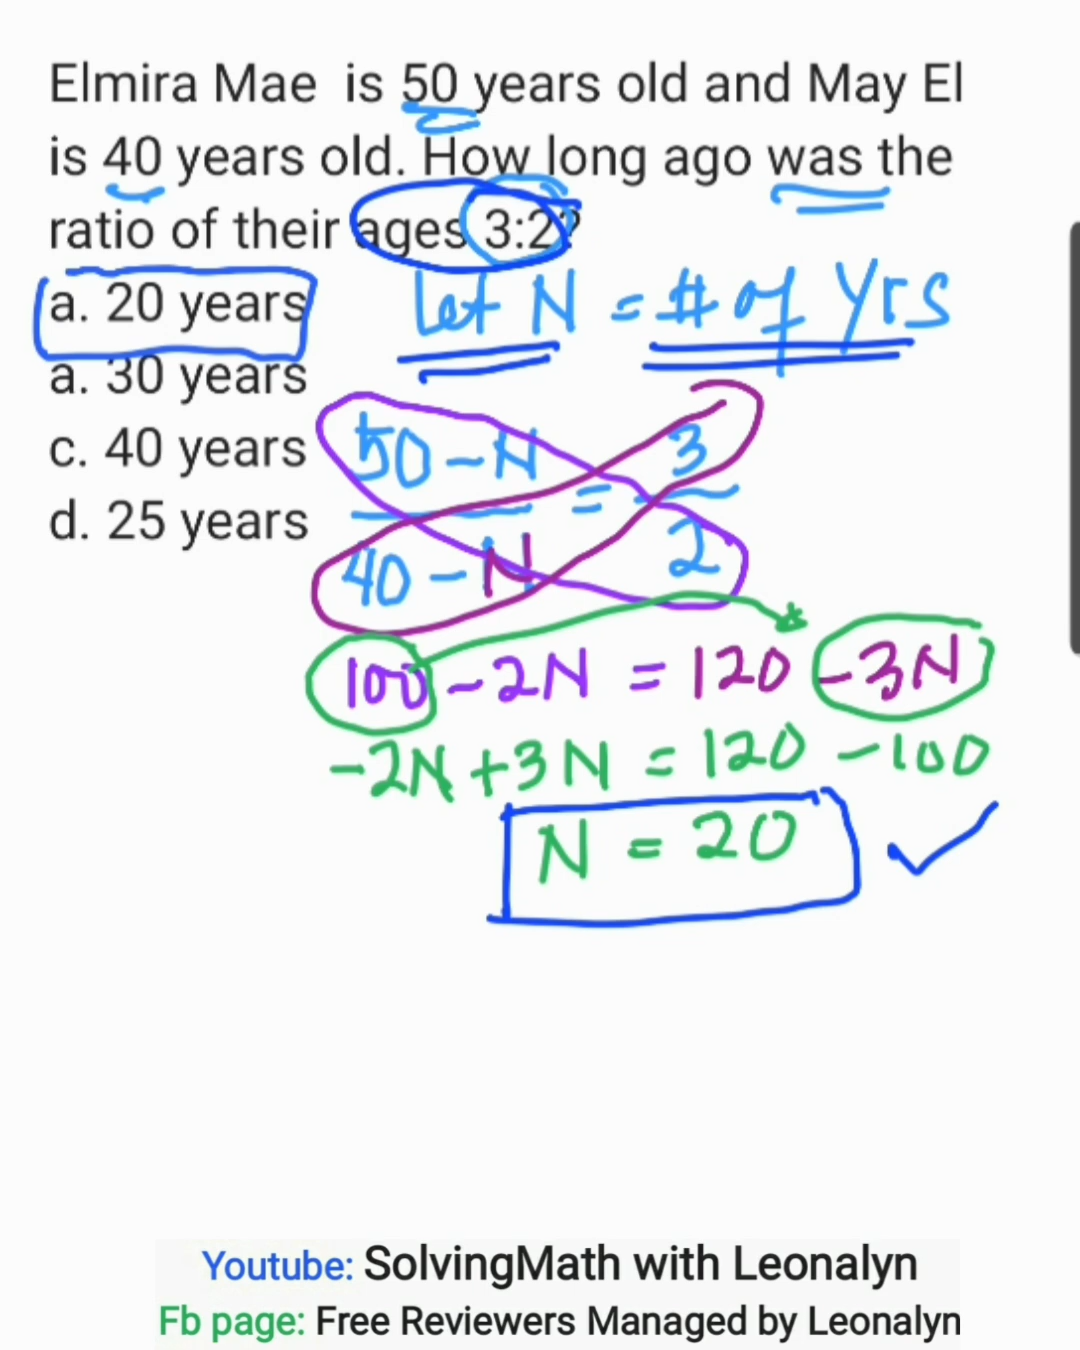 Elmira Mae is 50 years old and May El
is 40 years old. How long ago was the
ratio of their ages 3:2?
a. 20 years
Let N = # of Yrs
a. 30 years
c. 40 years
d. 25 years
50 - N = 3
40 - N 2
100 - 2N = 120 - 3N
-2N + 3N = 120 - 100
N = 20
Youtube: SolvingMath with Leonalyn
Fb page: Free Reviewers Managed by Leonalyn